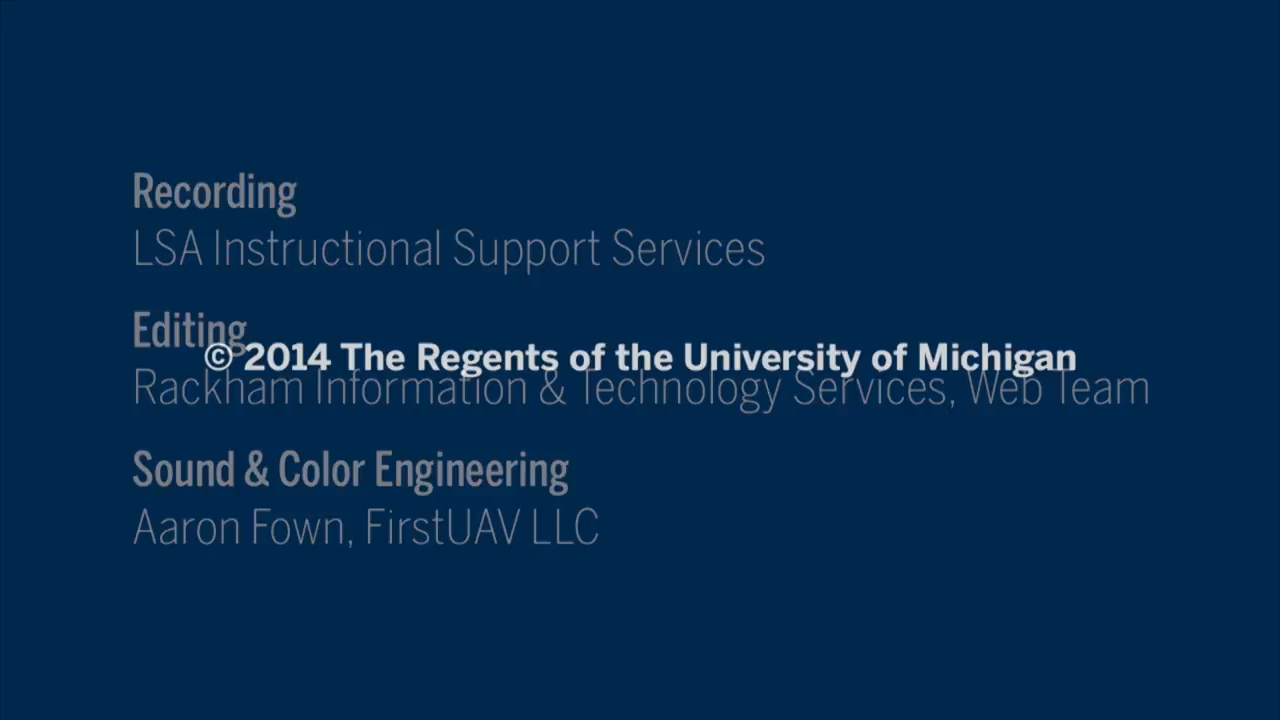 Recording
LSA Instructional Support Services
Editing
© 2014 The Regents of the University of Michigan
Rackham Information & Technology Services, Web Team
Sound & Color Engineering
Aaron Fown, FirstUAV LLC